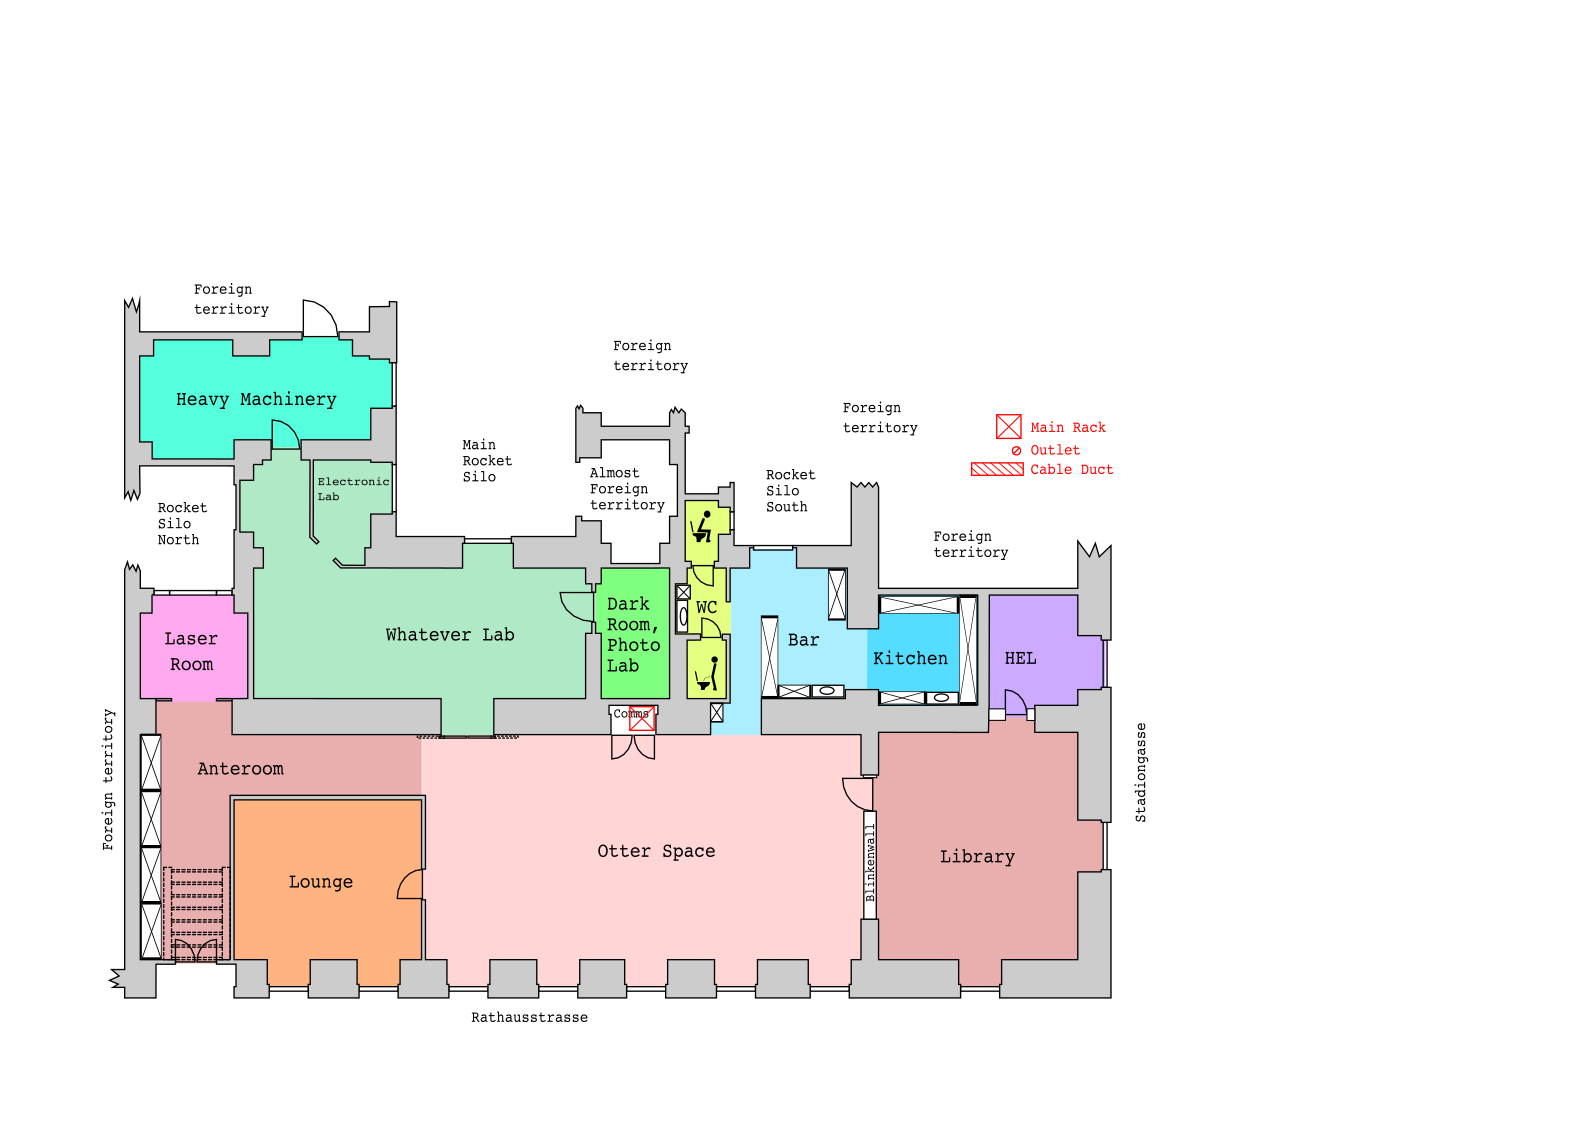 Foreign
territory
Foreign
territory
Heavy Machinery
Foreign
territory
Main Rack
Outlet
Cable Duct
Main
Rocket
Silo
Almost
Foreign
territory
Rocket
Silo
South
Electronic
Lab
Rocket
Silo
North
Foreign
territory
Dark
Room,
Photo
Lab
WC
Laser
Room
Whatever Lab
Bar
Kitchen
HEL
Comms
Foreign territory
Anteroom
Stadiongasse
Otter Space
Blinkenwall
Library
Lounge
Rathausstrasse